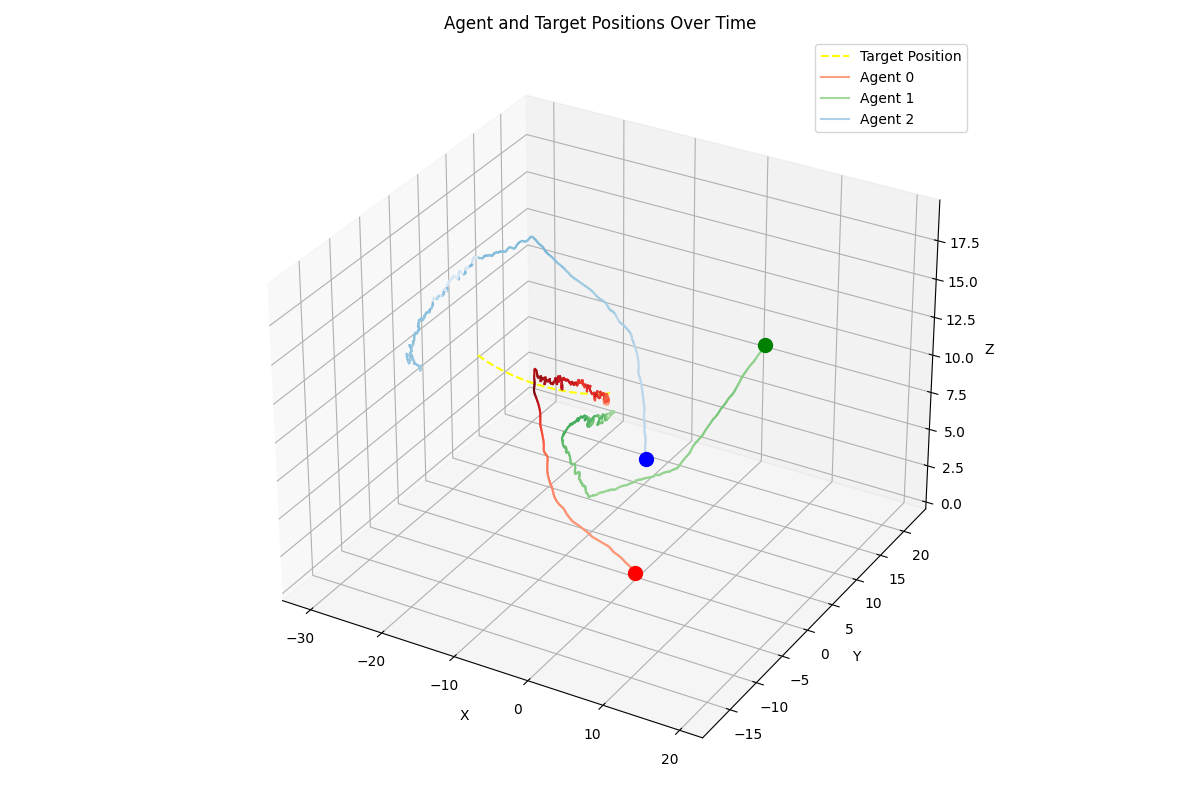 Agent and Target Positions Over Time
Target Position
Agent 0
Agent 1
Agent 2
17.5
15.0
12.5
10.0
7.5
5.0
2.5
0.0
Z
20
15
10
5
0
−5
−10
−15
Y
−30
−20
−10
0
10
20
X